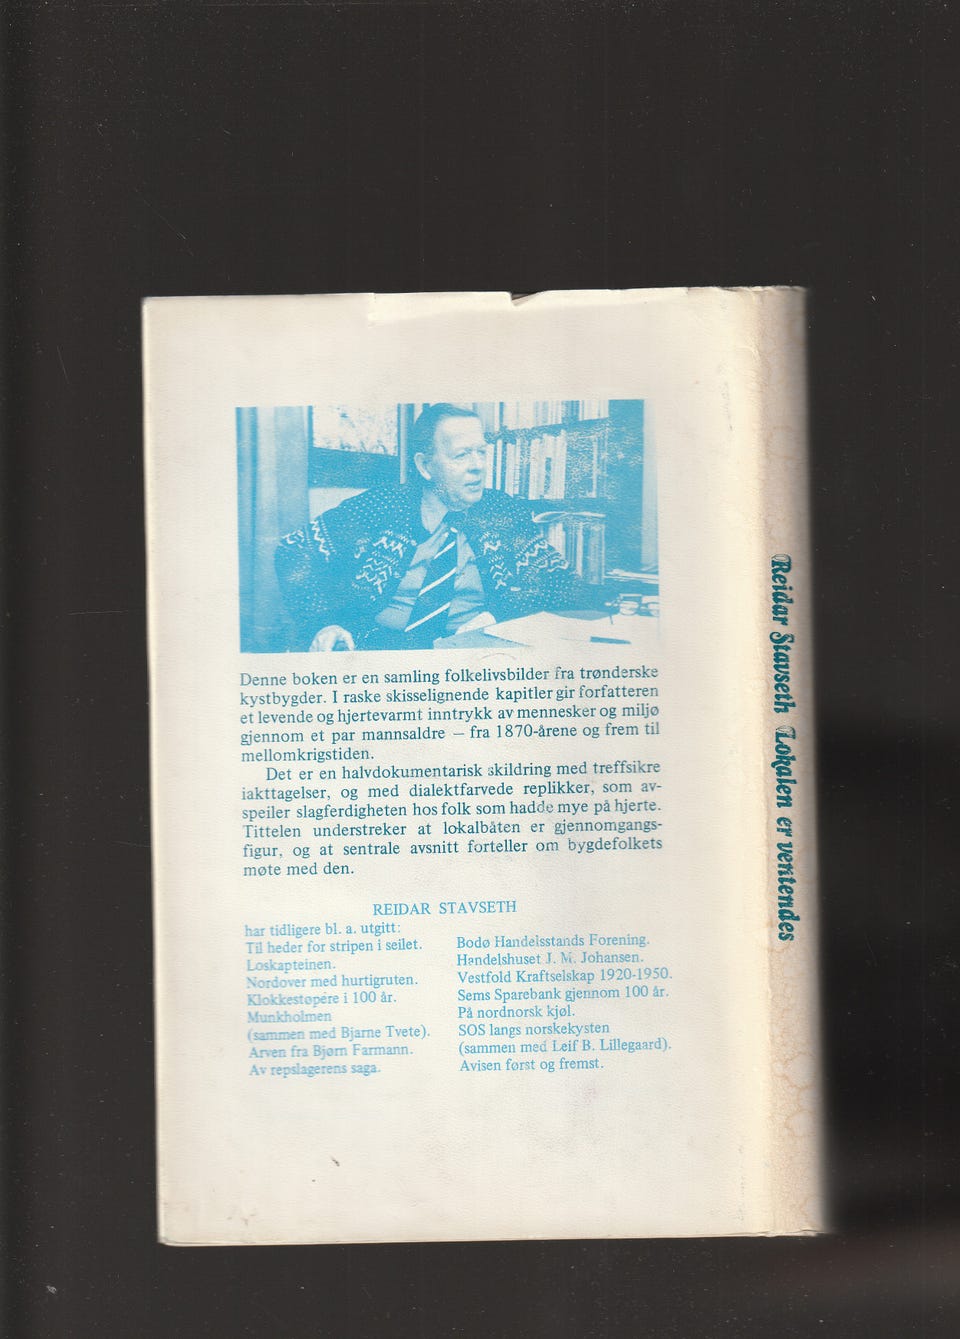 Denne boken er en samling folkelivsbilder fra trønderske
kystbygder. I raske skisselignende kapitler gir forfatteren
et levende og hjertevarmt inntrykk av mennesker og miljø
gjennom et par mannsaldre – fra 1870-årene og frem til
mellomkrigstiden.
Det er en halvdokumentarisk skildring med treffsikre
iakttagelser, og med dialektfarvede replikker, som av-
speiler slagferdigheten hos folk som hadde mye på hjerte.
Tittelen understreker at lokalbåten er gjennomgangs-
figur, og at sentrale avsnitt forteller om bygdefolkets
møte med den.
REIDAR STAVSETH
har tidligere bl. a. utgitt:
Til heder for stripen i seilet.
Loskapteinen.
Nordover med hurtigruten.
Klokkestøpere i 100 år.
Munkholmen
(sammen med Bjarne Tvete).
Arven fra Bjørn Farmann.
Av repslagerens saga.
Bodø Handelsstands Forening.
Handelshuset J. M. Johansen.
Vestfold Kraftselskap 1920-1950.
Sems Sparebank gjennom 100 år.
På nordnorsk kjøl.
SOS langs norskekysten
(sammen med Leif B. Lillegaard).
Avisen først og fremst.
Reidar Stavseth Lokalen er ventendes